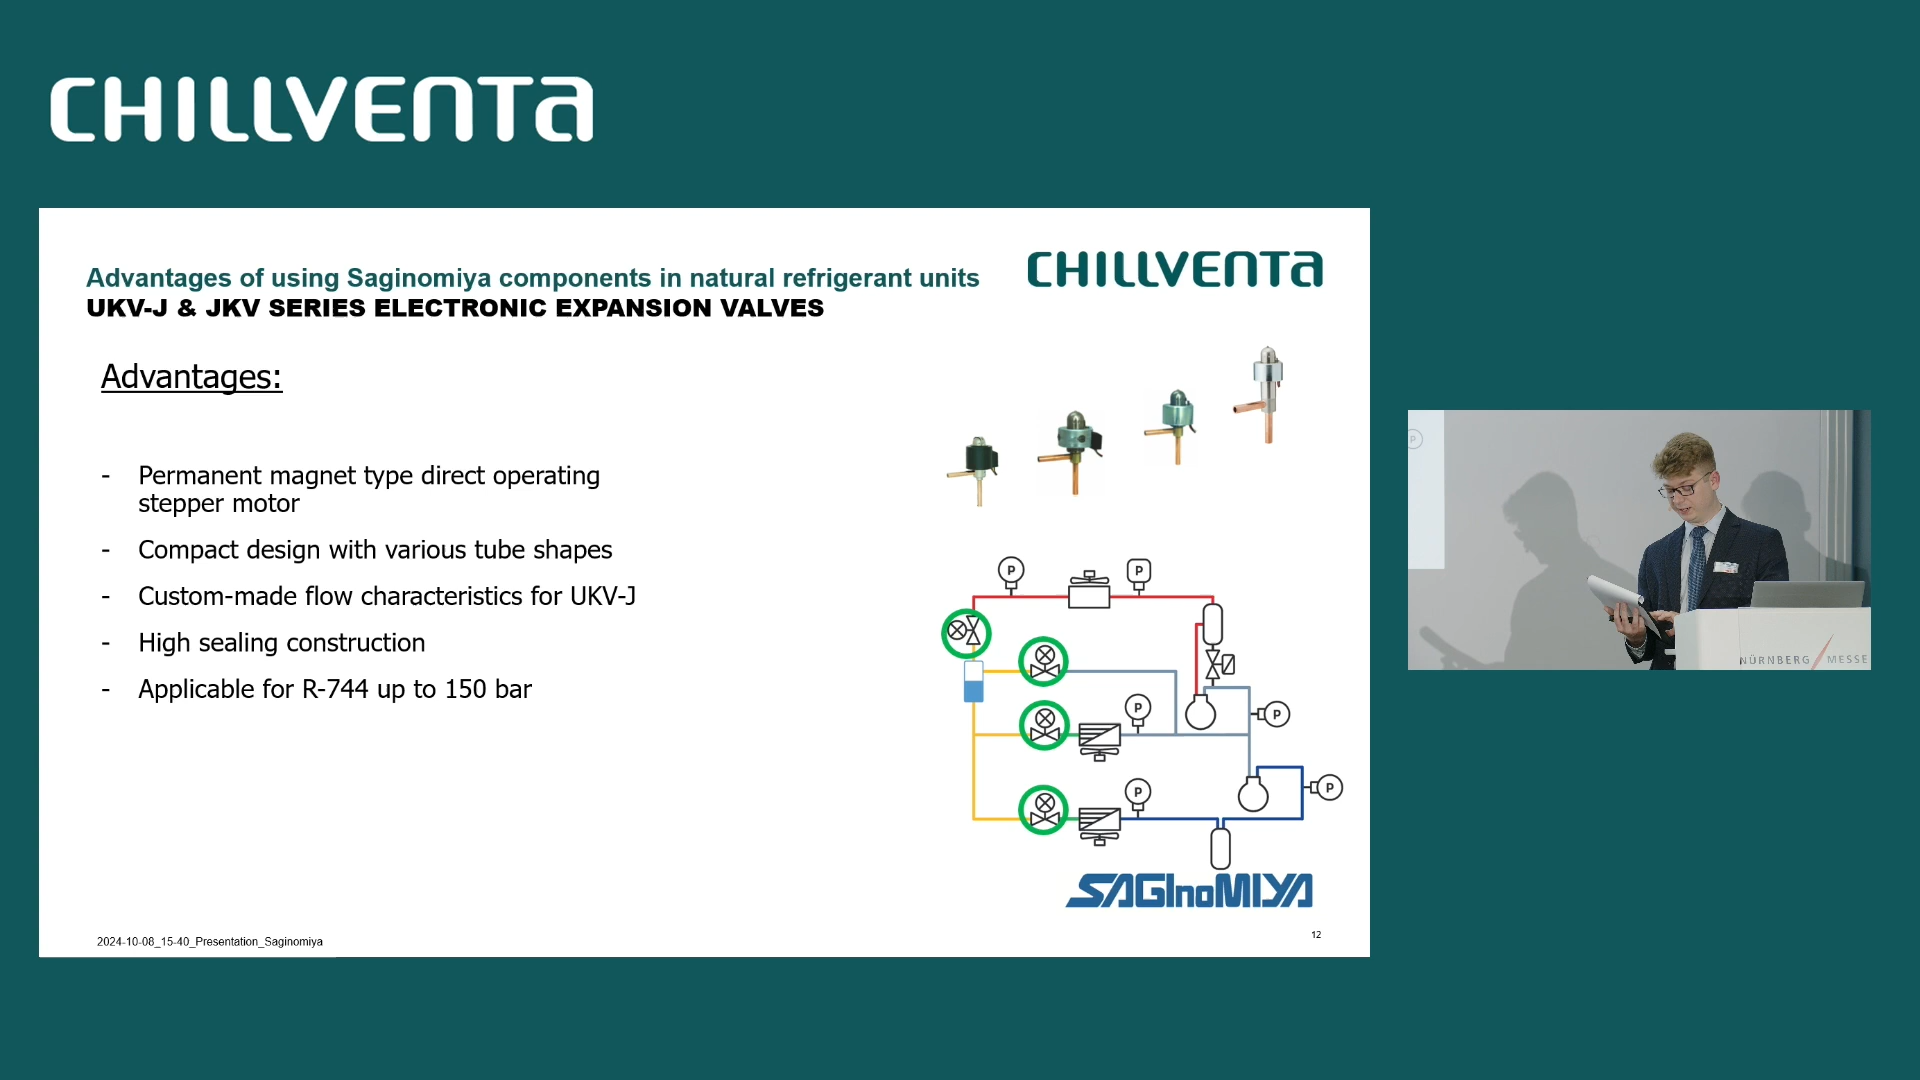 CHILLVENTA
Advantages of using Saginomiya components in natural refrigerant units
CHILLVENTA
UKV-J & JKV SERIES ELECTRONIC EXPANSION VALVES
Advantages:
- Permanent magnet type direct operating
stepper motor
- Compact design with various tube shapes
- Custom-made flow characteristics for UKV-J
- High sealing construction
- Applicable for R-744 up to 150 bar
P
P
P
P
P
P
SAGInoMIYA
2024-10-08_15-40_Presentation_Saginomiya
12
P
NÜRNBERG MESSE